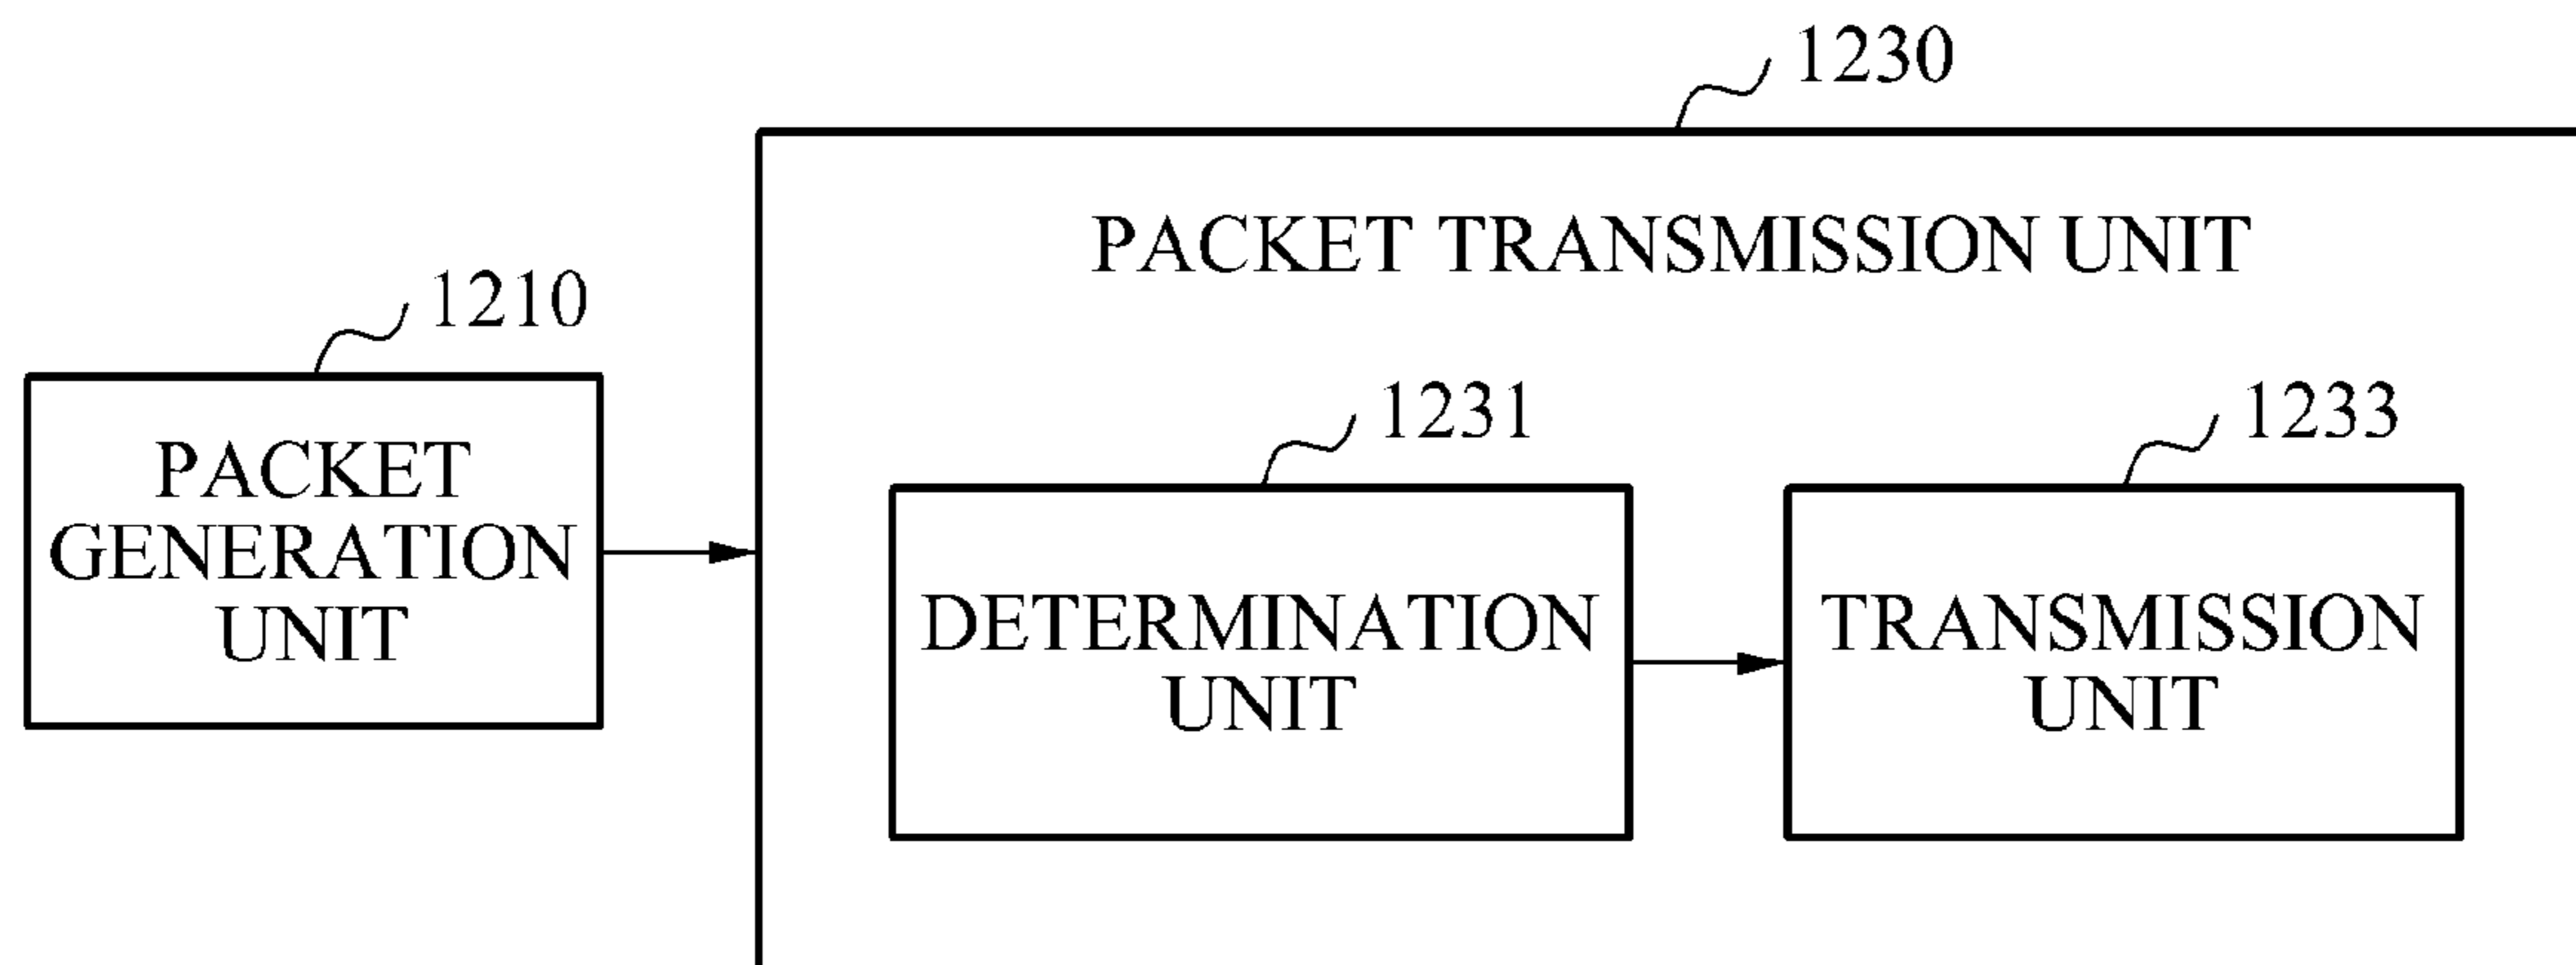 1230
PACKET TRANSMISSION UNIT
1210
PACKET
GENERATION
UNIT
1231
DETERMINATION
UNIT
1233
TRANSMISSION
UNIT